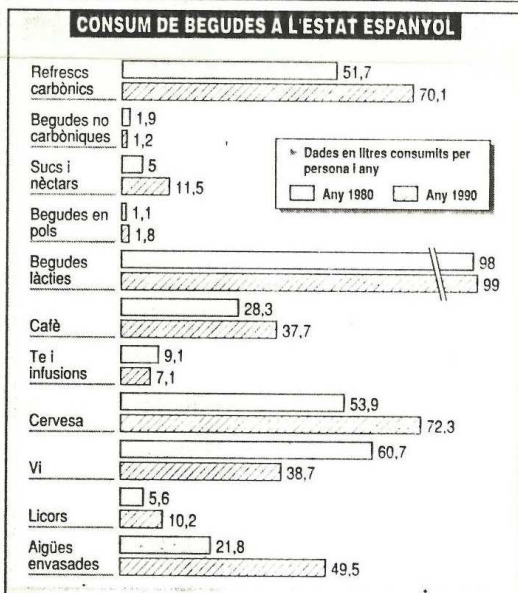 CONSUM DE BEGUDES A L'ESTAT ESPANYOL
Refrescs
carbònics
51,7
70,1
Begudes no
carbòniques
1,9
1,2
Sucs i
nèctars
5
11,5
Begudes en
pols
1,1
1,8
Begudes
làcties
98
99
Cafè
28,3
37,7
Te i
infusions
9,1
7,1
Cervesa
53,9
72,3
Vi
60,7
38,7
Licors
5,6
10,2
Aigües
envasades
21,8
49,5
Dades en litres consumits per
persona i any
Any 1980 Any 1990